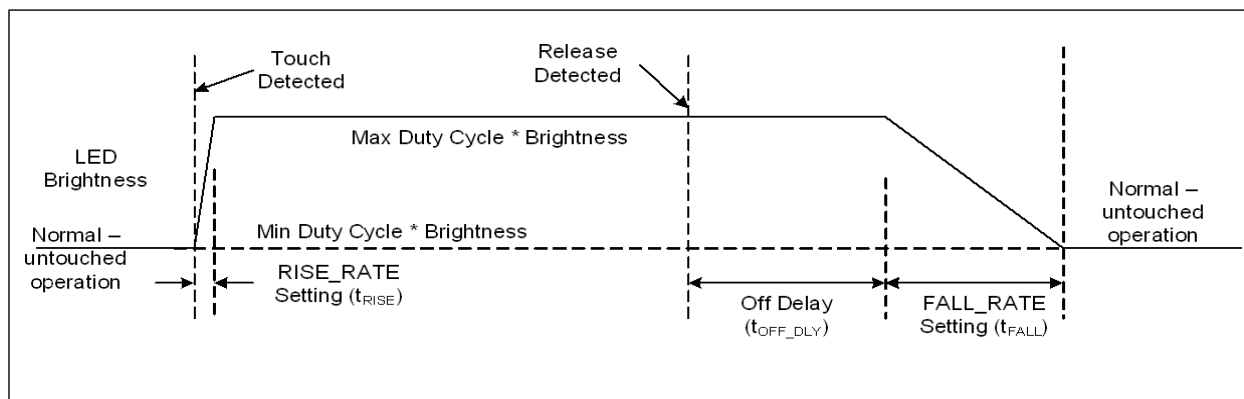 Touch
Detected
Release
Detected
Max Duty Cycle * Brightness
LED
Brightness
Normal –
untouched
operation
Min Duty Cycle * Brightness
Normal –
untouched
operation
RISE_RATE
Setting (tRISE)
Off Delay
(tOFF_DLY)
FALL_RATE
Setting (tFALL)